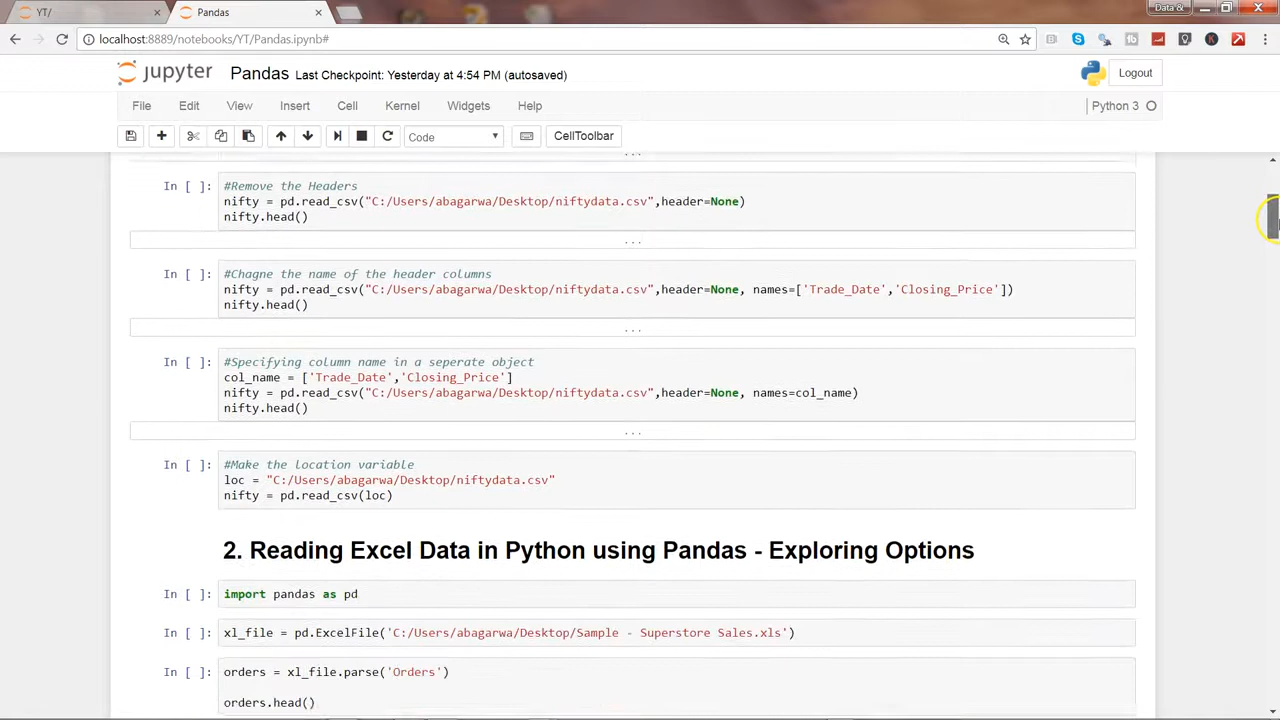 YT/
Pandas
Data &
localhost:8889/notebooks/YT/Pandas.ipynb#
jupyter Pandas Last Checkpoint: Yesterday at 4:54 PM (autosaved)
Logout
File Edit View Insert Cell Kernel Widgets Help
Python 3
Code
CellToolbar
...
In [ ]: #Remove the Headers
nifty = pd.read_csv("C:/Users/abagarwa/Desktop/niftydata.csv",header=None)
nifty.head()
...
In [ ]: #Chagne the name of the header columns
nifty = pd.read_csv("C:/Users/abagarwa/Desktop/niftydata.csv",header=None, names=['Trade_Date','Closing_Price'])
nifty.head()
...
In [ ]: #Specifying column name in a seperate object
col_name = ['Trade_Date','Closing_Price']
nifty = pd.read_csv("C:/Users/abagarwa/Desktop/niftydata.csv",header=None, names=col_name)
nifty.head()
...
In [ ]: #Make the location variable
loc = "C:/Users/abagarwa/Desktop/niftydata.csv"
nifty = pd.read_csv(loc)
2. Reading Excel Data in Python using Pandas - Exploring Options
In [ ]: import pandas as pd
In [ ]: xl_file = pd.ExcelFile('C:/Users/abagarwa/Desktop/Sample - Superstore Sales.xls')
In [ ]: orders = xl_file.parse('Orders')
orders.head()